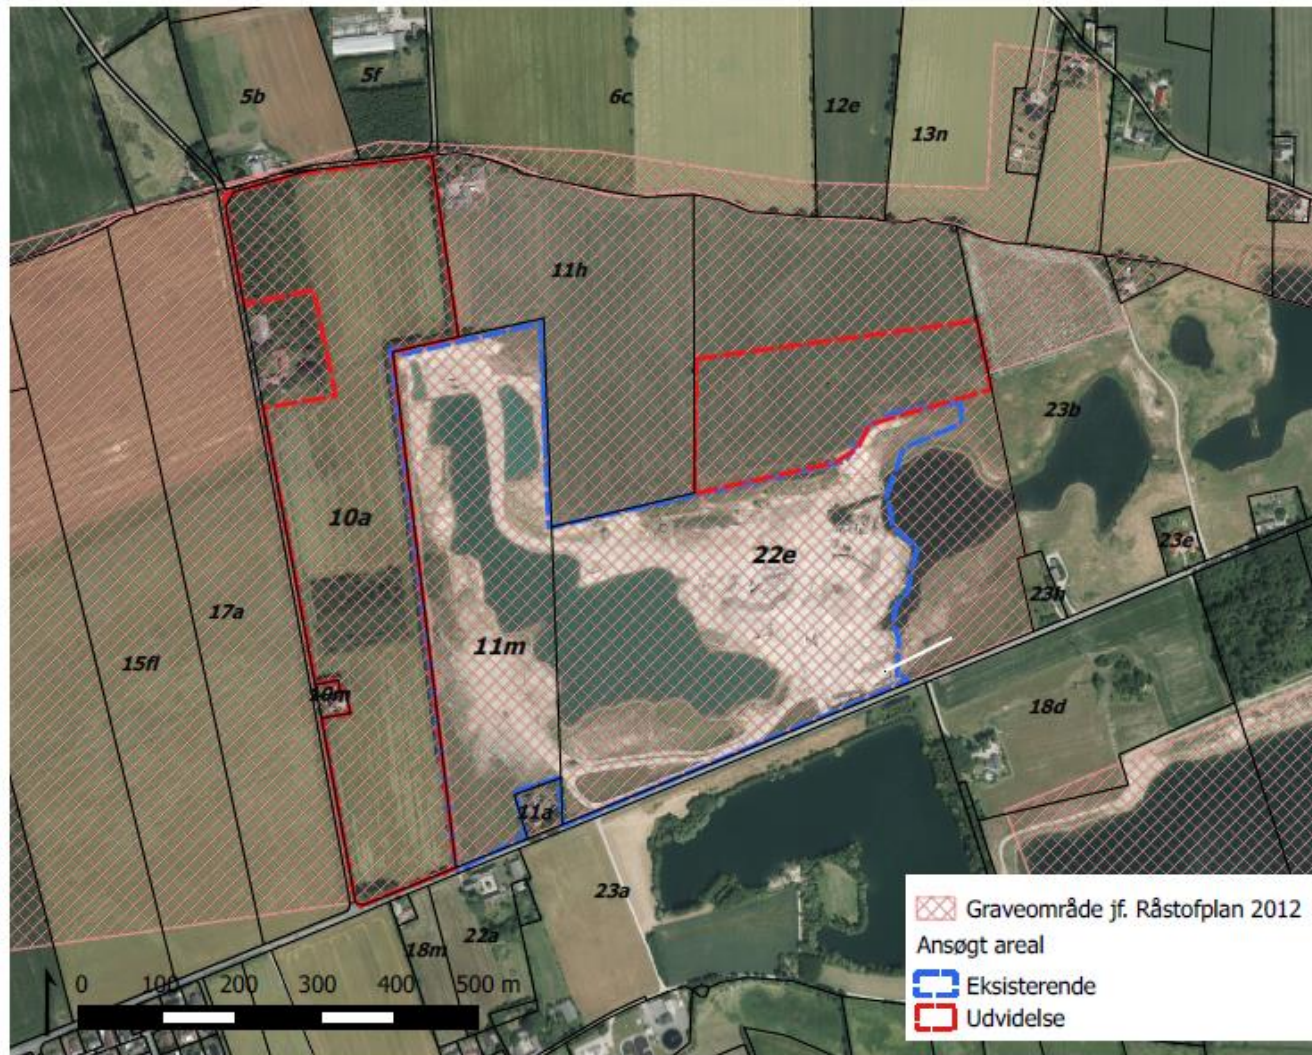 5b
5f
6c
12e
13n
11h
23b
10a
22e
23e
23h
17a
15fl
11m
10m
18d
11a
23a
22a
18m
0 100 200 300 400 500 m
Graveområde jf. Råstofplan 2012
Ansøgt areal
Eksisterende
Udvidelse